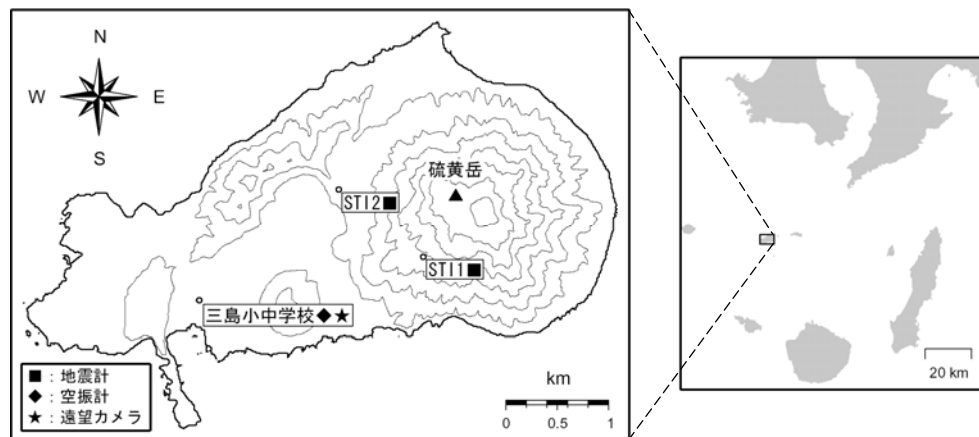 N
W E
S
硫黄岳
STI2■
STI1■
三島小中学校◆★
■：地震計
◆：空振計
★：遠望カメラ
km
0 0.5 1
20 km